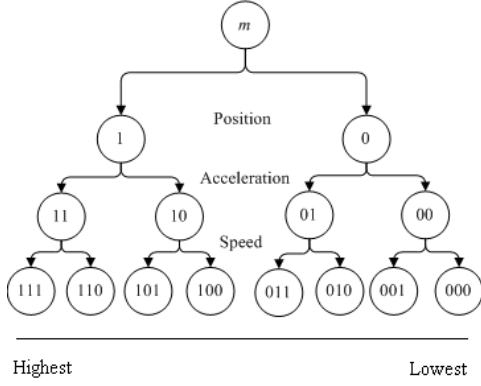 m
Position
1 0
Acceleration
11 10 01 00
Speed
111 110 101 100 011 010 001 000
Highest Lowest